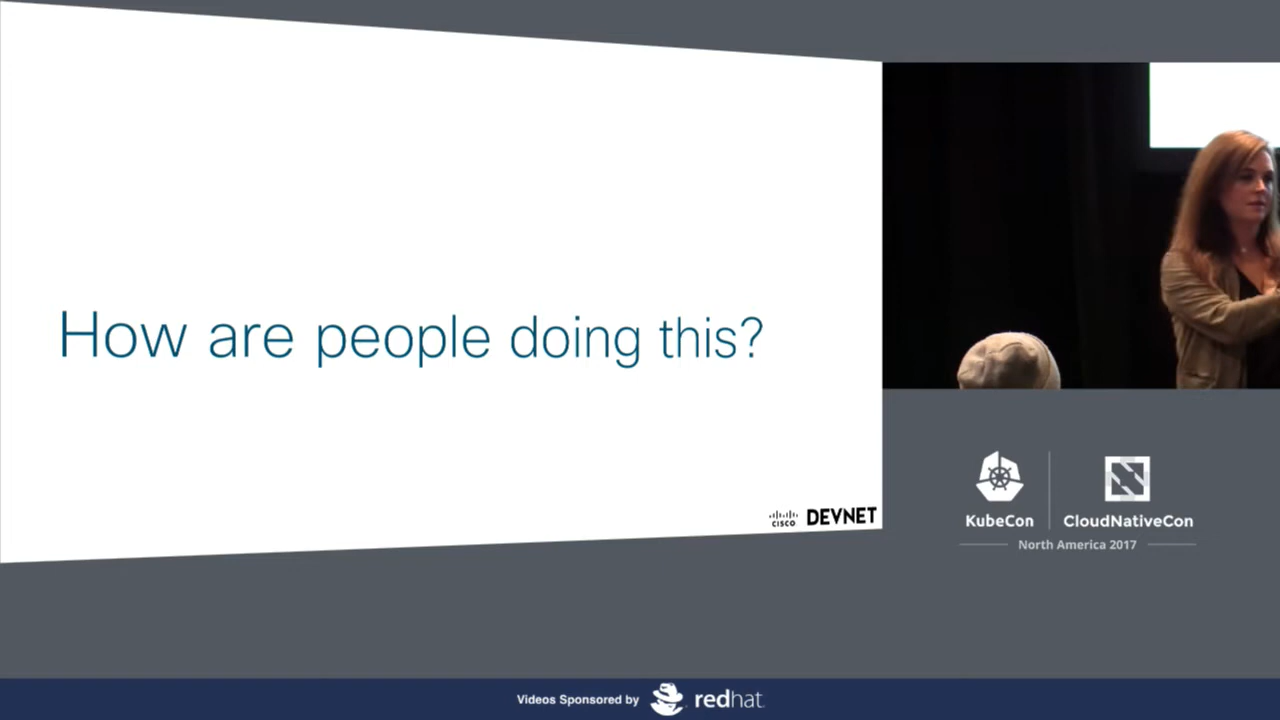 How are people doing this?
CISCO DEVNET
KubeCon
CloudNativeCon
North America 2017
Videos Sponsored by redhat.